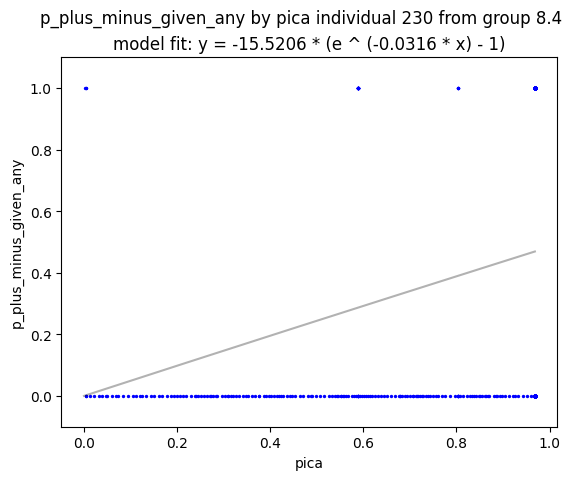 p_plus_minus_given_any by pica individual 230 from group 8.4
model fit: y = -15.5206 * (e ^ (-0.0316 * x) - 1)
1.0
0.8
0.6
0.4
0.2
0.0
p_plus_minus_given_any
0.0 0.2 0.4 0.6 0.8 1.0
pica